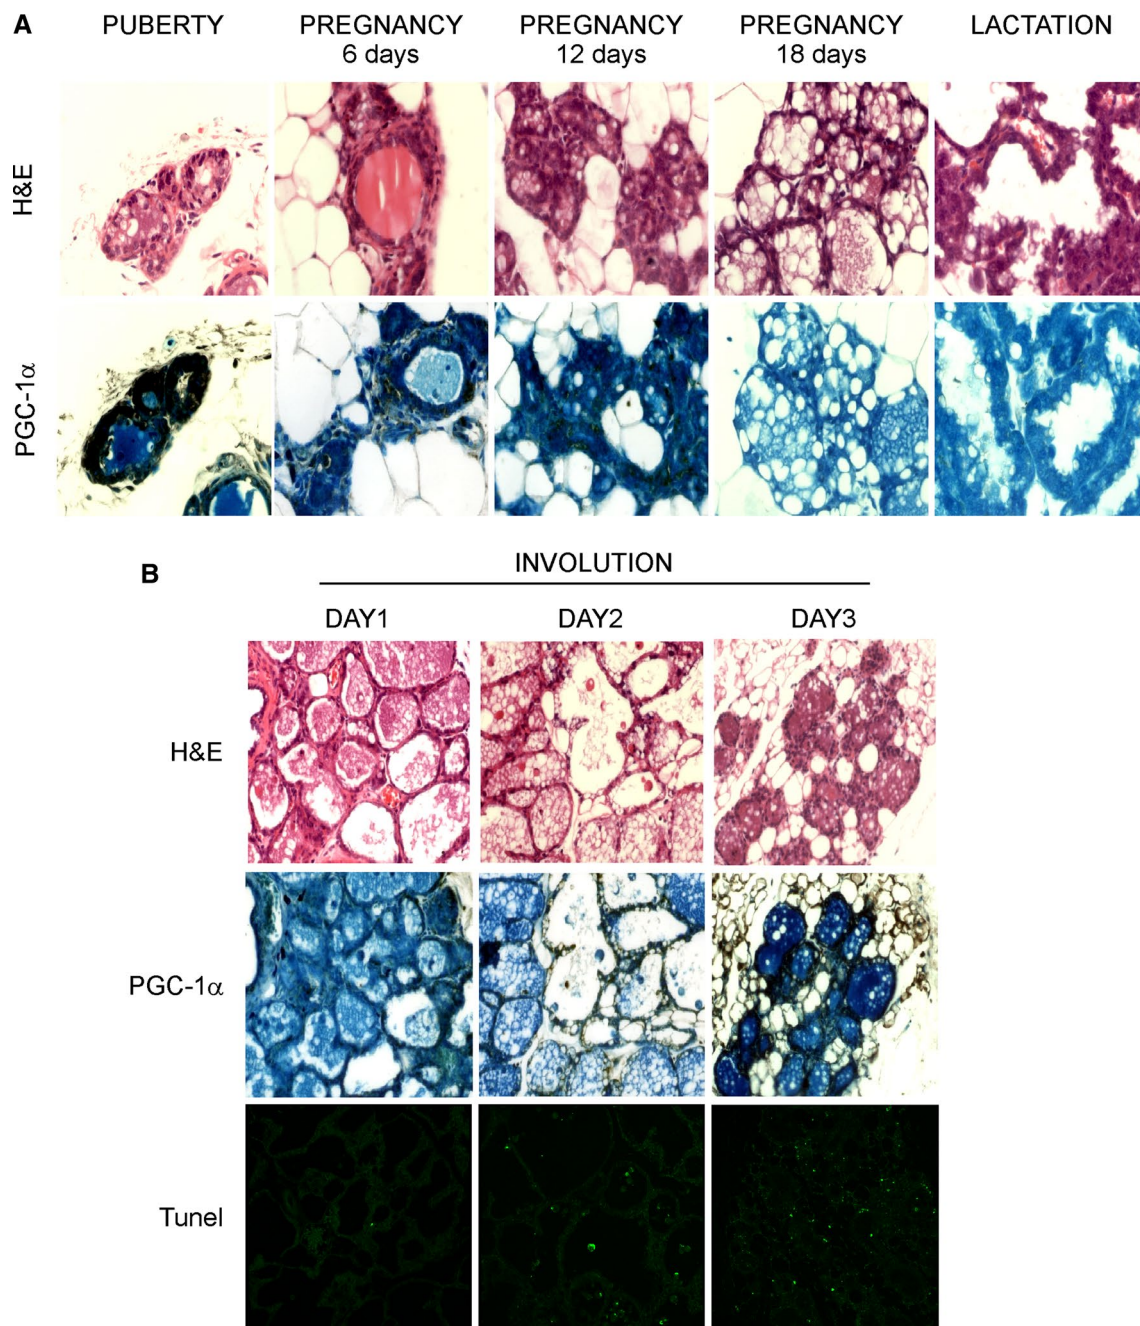 A
PUBERTY
PREGNANCY
6 days
PREGNANCY
12 days
PREGNANCY
18 days
LACTATION
H&E
PGC-1α
B
INVOLUTION
DAY1
DAY2
DAY3
H&E
PGC-1α
Tunel